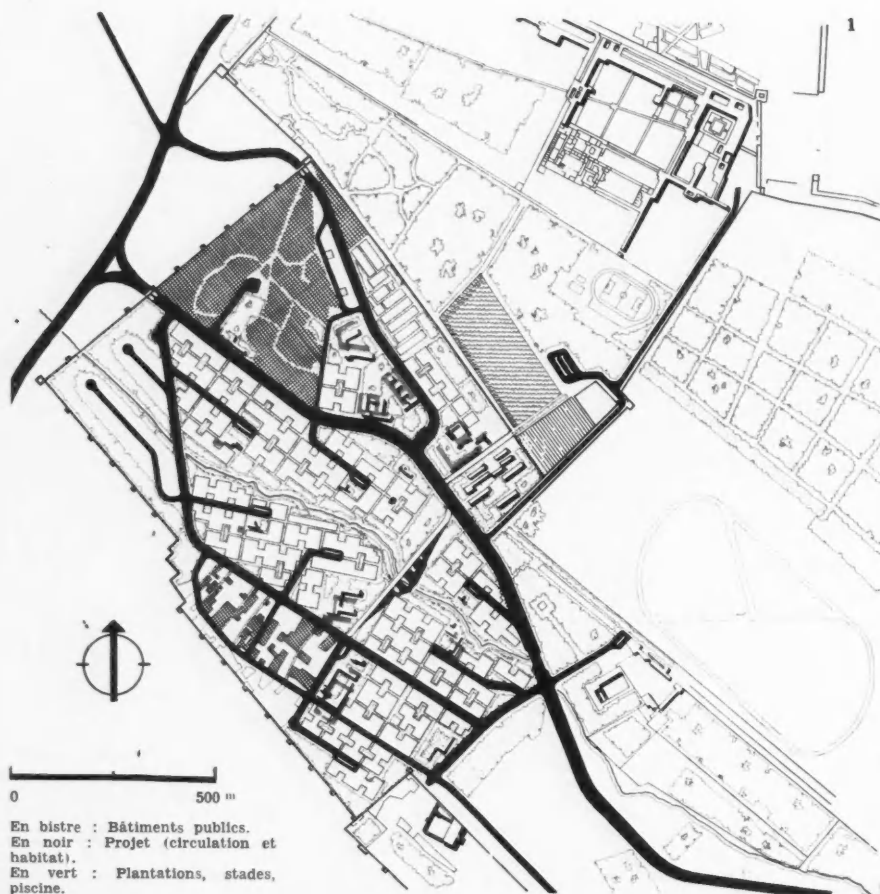 1
0 500 m
En bistre : Bâtiments publics.
En noir : Projet (circulation et
habitat).
En vert : Plantations, stades,
piscine.